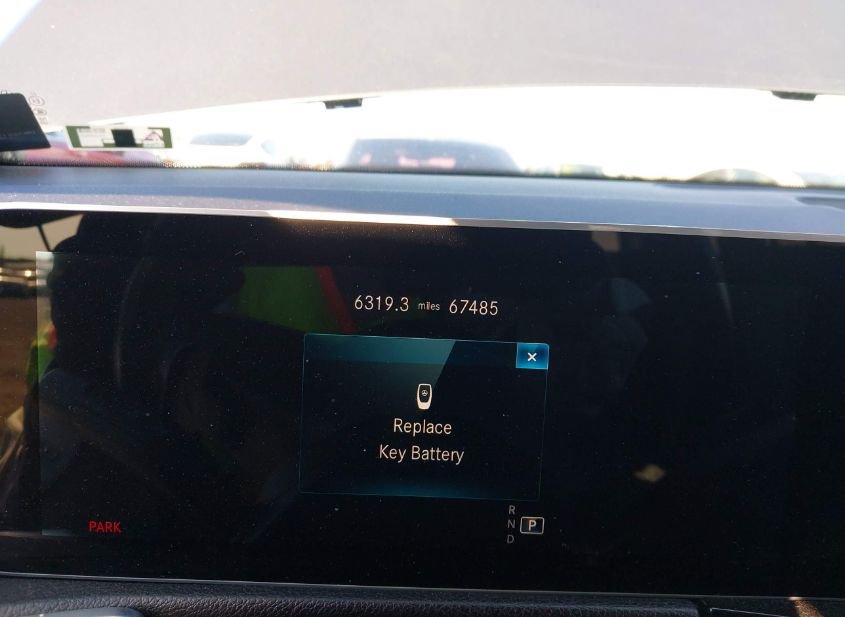 6319.3 miles 67485
×
Replace
Key Battery
PARK
R
N P
D